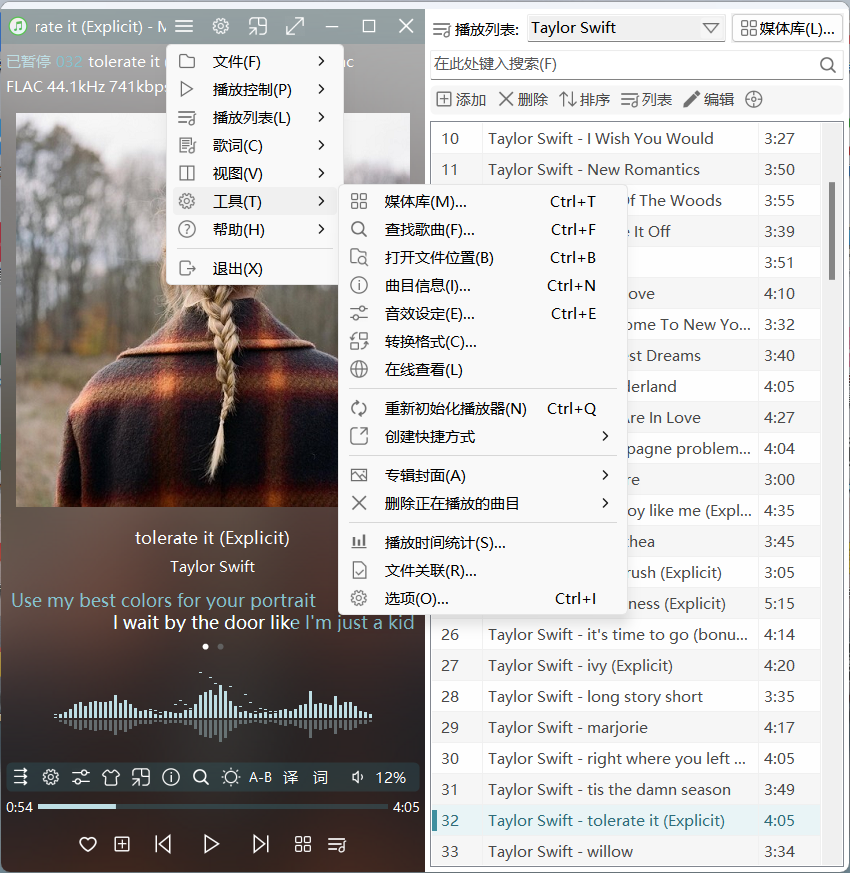 rate it (Explicit) - M
已暂停 032 tolerate it (
FLAC 44.1kHz 741kbps
文件(F)
播放控制(P)
播放列表(L)
歌词(C)
视图(V)
工具(T)
帮助(H)
退出(X)
媒体库(M)... Ctrl+T
查找歌曲(F)... Ctrl+F
打开文件位置(B) Ctrl+B
曲目信息(I)... Ctrl+N
音效设定(E)... Ctrl+E
转换格式(C)...
在线查看(L)
重新初始化播放器(N) Ctrl+Q
创建快捷方式
专辑封面(A)
删除正在播放的曲目
播放时间统计(S)...
文件关联(R)...
选项(O)... Ctrl+I
tolerate it (Explicit)
Taylor Swift
Use my best colors for your portrait
I wait by the door like I'm just a kid
A-B 译 词 12%
0:54 4:05
播放列表: Taylor Swift 媒体库(L)...
在此处键入搜索(F)
添加 删除 排序 列表 编辑
10 Taylor Swift - I Wish You Would 3:27
11 Taylor Swift - New Romantics 3:50
Of The Woods 3:55
e It Off 3:39
3:51
ove 4:10
ome To New Yo... 3:32
est Dreams 3:40
lerland 4:05
Are In Love 4:27
pagne problem... 4:04
re 3:00
oy like me (Expl... 4:35
thea 3:45
rush (Explicit) 3:05
ness (Explicit) 5:15
26 Taylor Swift - it's time to go (bonu... 4:14
27 Taylor Swift - ivy (Explicit) 4:20
28 Taylor Swift - long story short 3:35
29 Taylor Swift - marjorie 4:17
30 Taylor Swift - right where you left ... 4:05
31 Taylor Swift - tis the damn season 3:49
32 Taylor Swift - tolerate it (Explicit) 4:05
33 Taylor Swift - willow 3:34